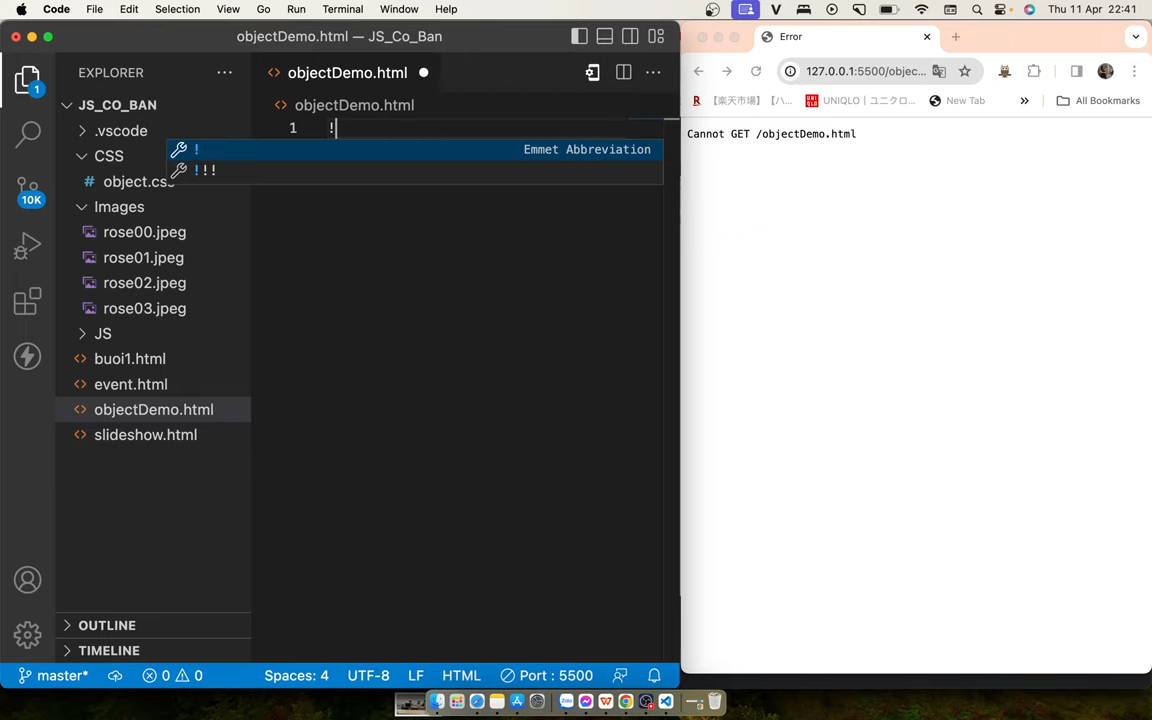 Code File Edit Selection View Go Run Terminal Window Help
Thu 11 Apr 22:41
objectDemo.html — JS_Co_Ban
EXPLORER
1
JS_CO_BAN
.vscode
CSS
# object.css
Images
rose00.jpeg
rose01.jpeg
rose02.jpeg
rose03.jpeg
JS
buoi1.html
event.html
objectDemo.html
slideshow.html
10K
OUTLINE
TIMELINE
objectDemo.html
objectDemo.html
1 !
! Emmet Abbreviation
!!!
master* 0 0 Spaces: 4 UTF-8 LF HTML Port : 5500
Error
127.0.0.1:5500/objec...
【楽天市場】【ハ... UNIQLO｜ユニクロ... New Tab » All Bookmarks
Cannot GET /objectDemo.html